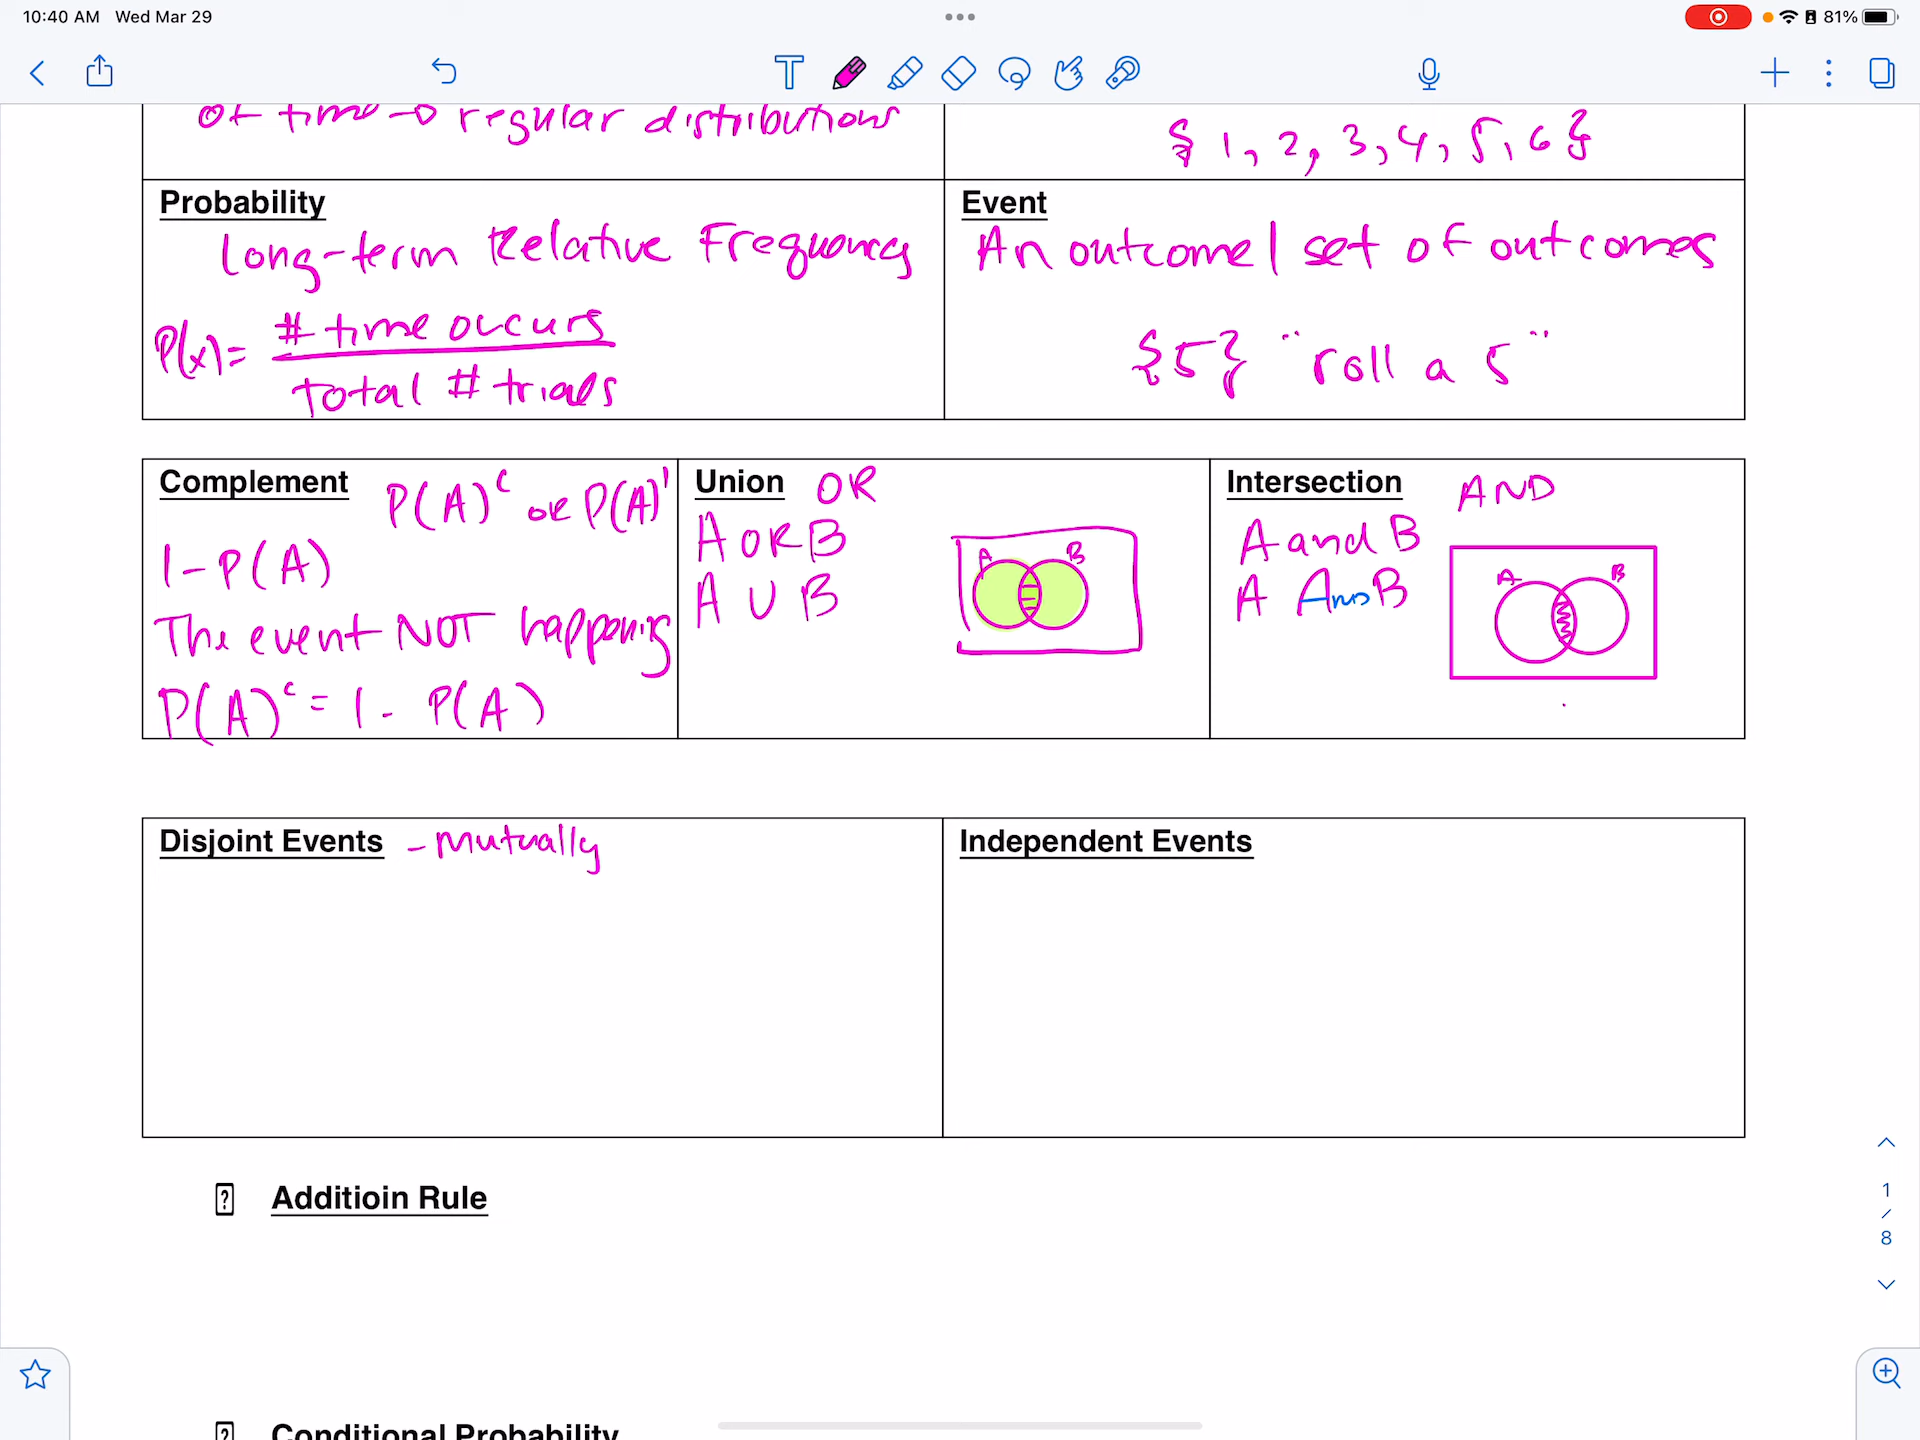 10:40 AM Wed Mar 29
81%
of time → regular distributions
{ 1, 2, 3, 4, 5, 6 }
Probability
Long-term Relative Frequency
P(x) = # time occurs
total # trials
Event
An outcome | set of outcomes
{5} "roll a 5"
Complement P(A)ᶜ or P(A)'
1-P(A)
The event NOT happening
P(A)ᶜ = 1 - P(A)
Union OR
A OR B
A ∪ B
A B
Intersection AND
A and B
A And B
A B
Disjoint Events - Mutually
Independent Events
Additioin Rule
Conditional Probability
1
/
8